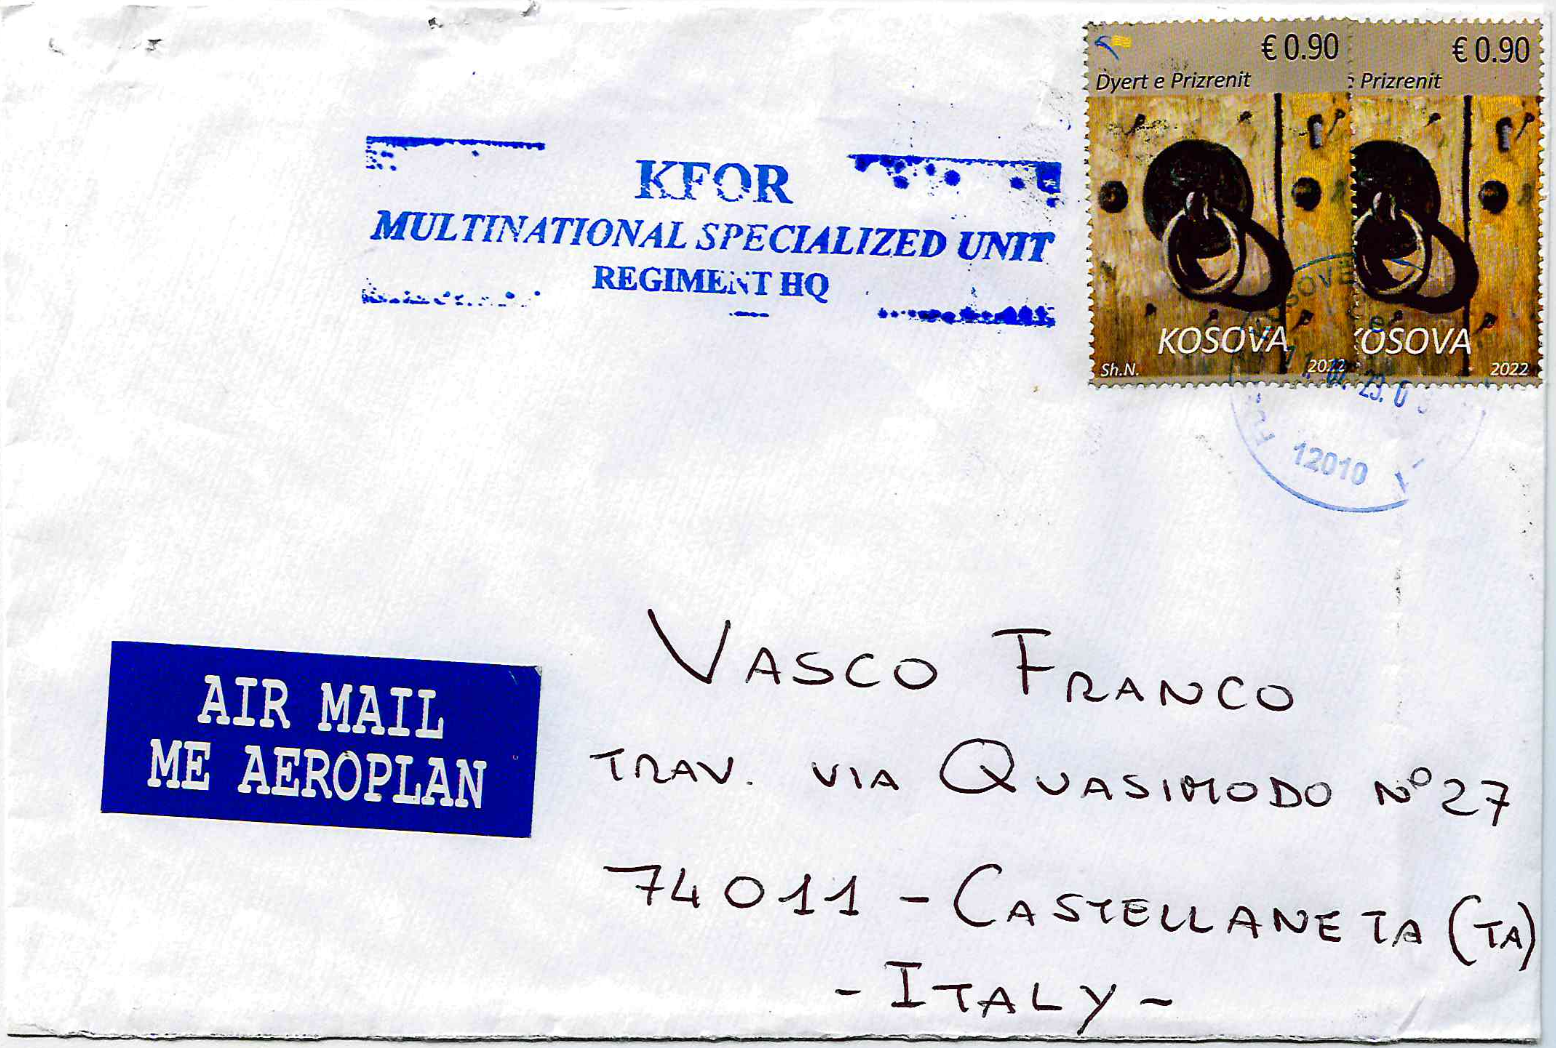 € 0.90
Dyert e Prizrenit
KOSOVA
Sh.N. 2022
€ 0.90
Prizrenit
KOSOVA
2022
KFOR
MULTINATIONAL SPECIALIZED UNIT
REGIMENT HQ
12010
AIR MAIL
ME AEROPLAN
VASCO FRANCO
TRAV. VIA QUASIMODO N° 27
74011 - CASTELLANETA (TA)
- ITALY -